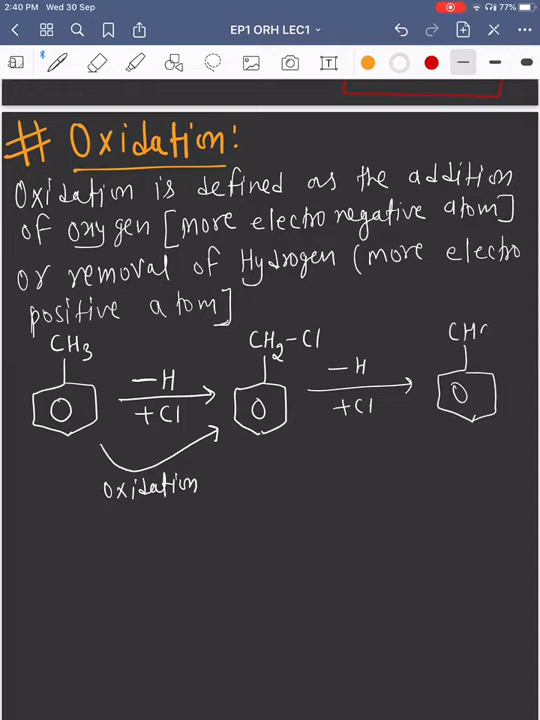 2:40 PM Wed 30 Sep
77%
EP1 ORH LEC1
# Oxidation:
Oxidation is defined as the addition
of oxygen [more electronegative atom]
or removal of Hydrogen (more electro
positive atom]
CH3
CH2-Cl
CH
-H
+Cl
-H
+Cl
Oxidation